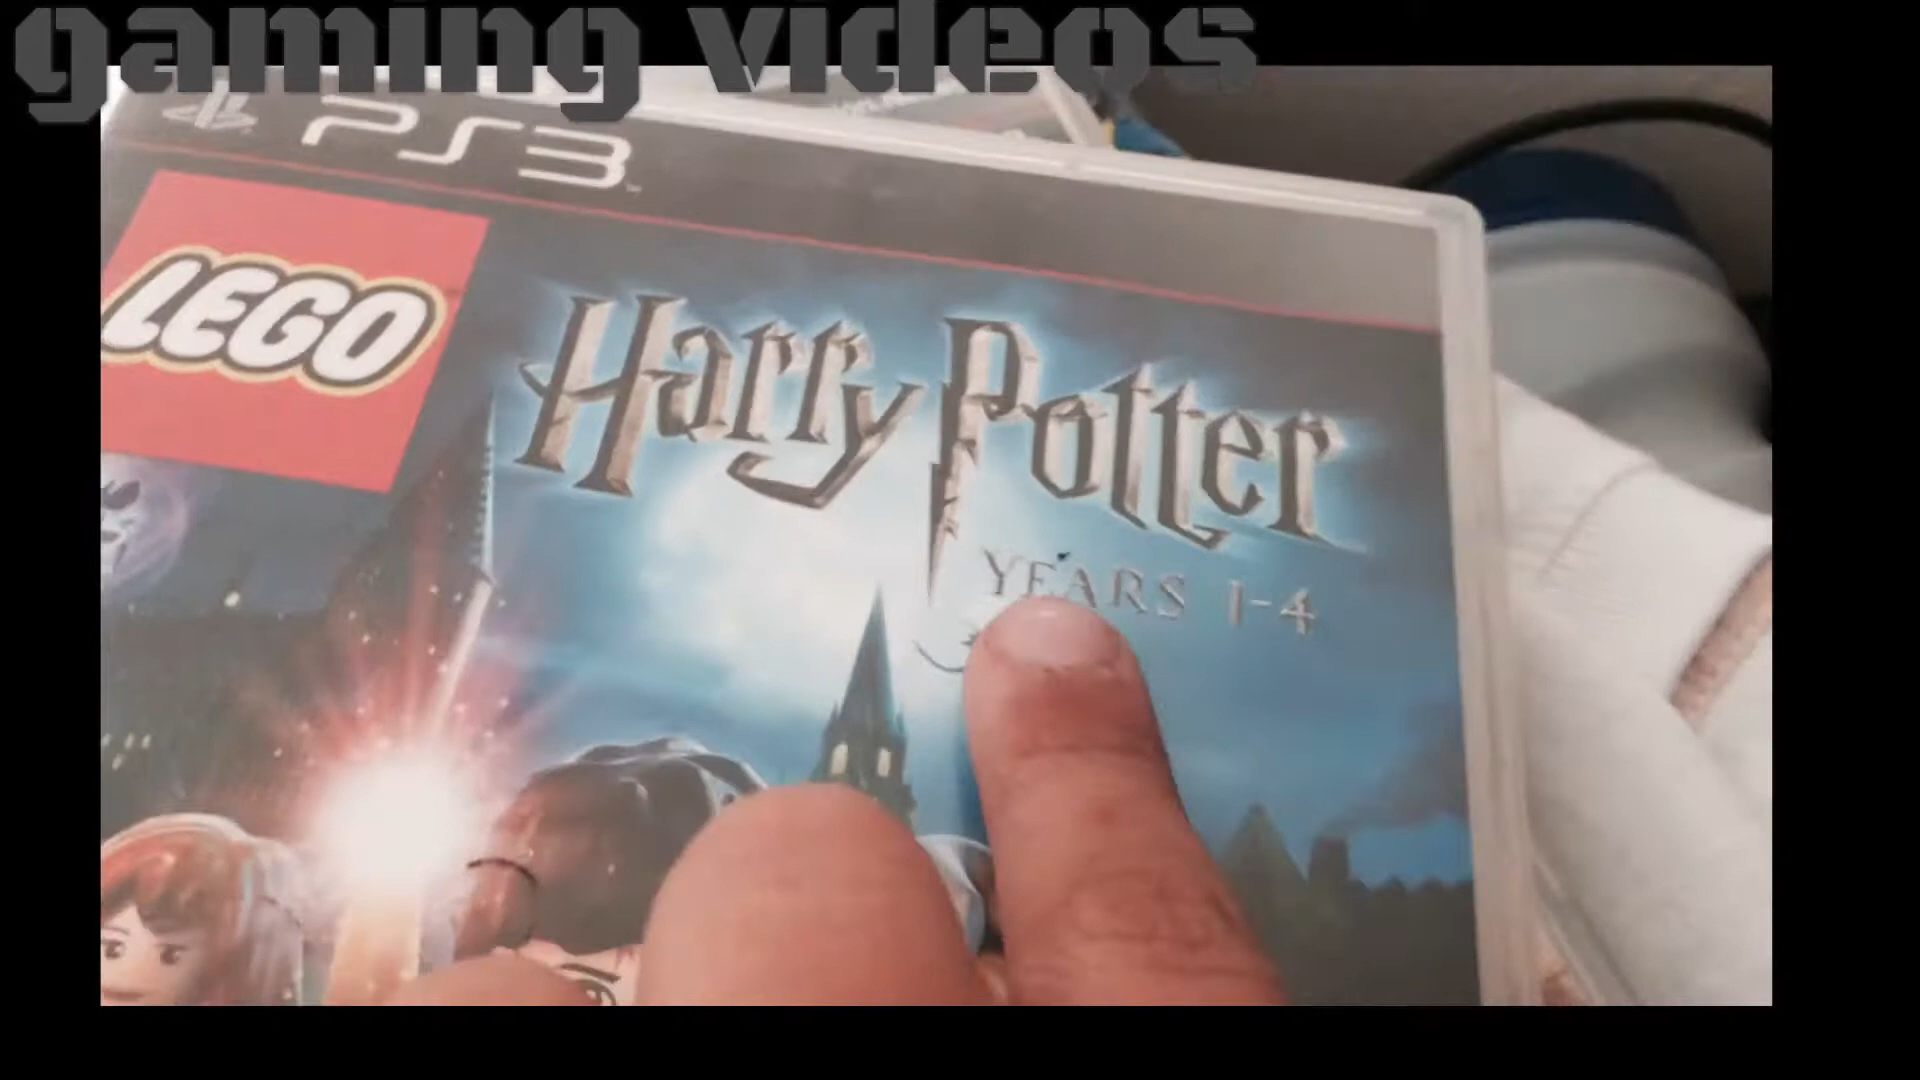 gaming videos
PS3
LEGO
Harry Potter
YEARS 1-4